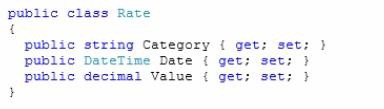 public class Rate
{
  public string Category { get; set; }
  public DateTime Date { get; set; }
  public decimal Value { get; set; }
}